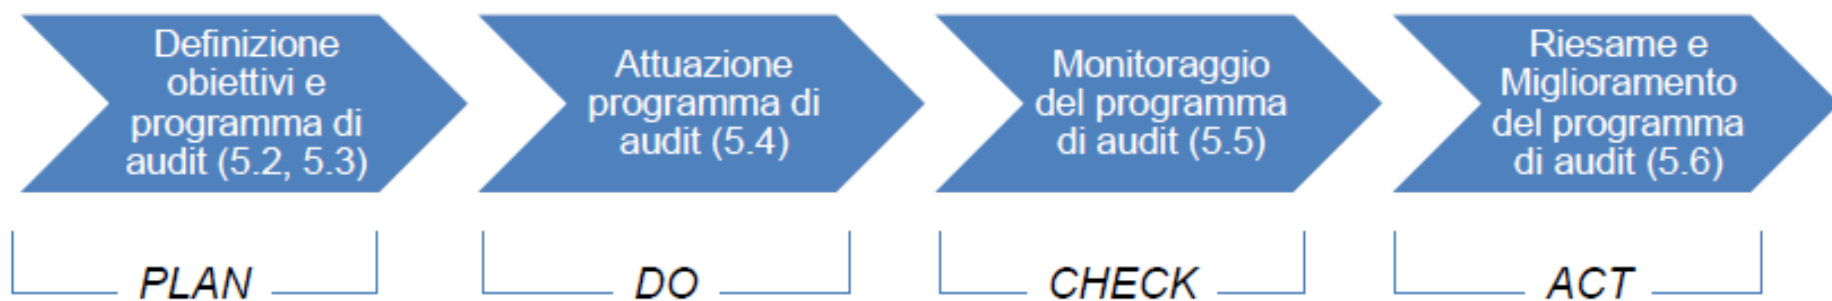 Definizione
obiettivi e
programma di
audit (5.2, 5.3)
Attuazione
programma di
audit (5.4)
Monitoraggio
del programma
di audit (5.5)
Riesame e
Miglioramento
del programma
di audit (5.6)
PLAN
DO
CHECK
ACT